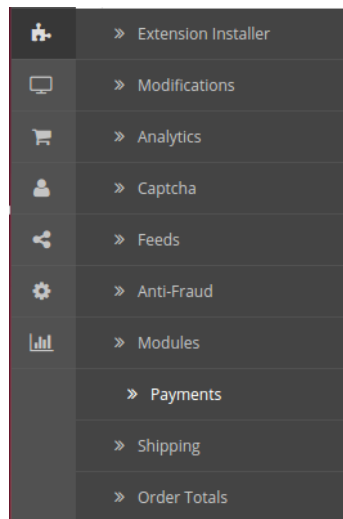 Extension Installer
Modifications
Analytics
Captcha
Feeds
Anti-Fraud
Modules
Payments
Shipping
Order Totals